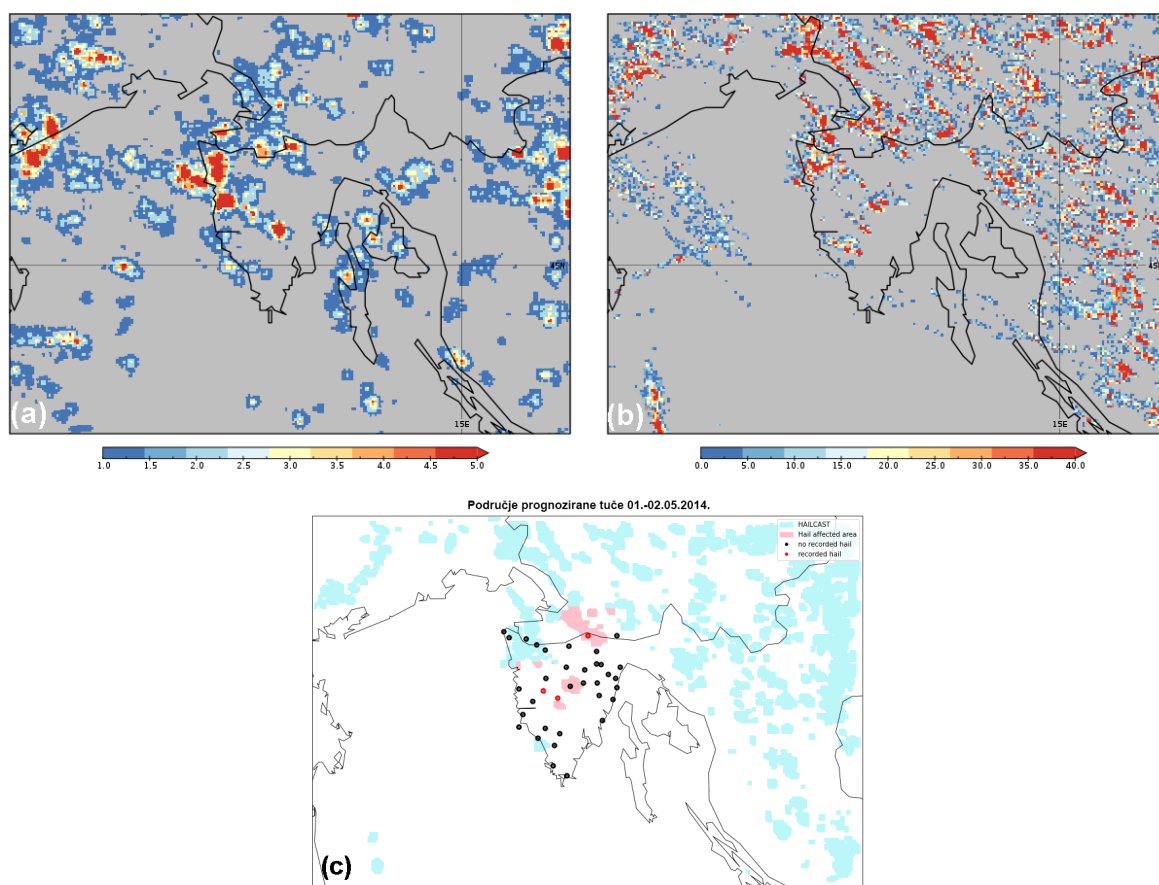 45N
15E
(a)
1.0 1.5 2.0 2.5 3.0 3.5 4.0 4.5 5.0
45N
15E
(b)
0.0 5.0 10.0 15.0 20.0 25.0 30.0 35.0 40.0
Područje prognozirane tuče 01.-02.05.2014.
HAILCAST
Hail affected area
no recorded hail
recorded hail
(c)